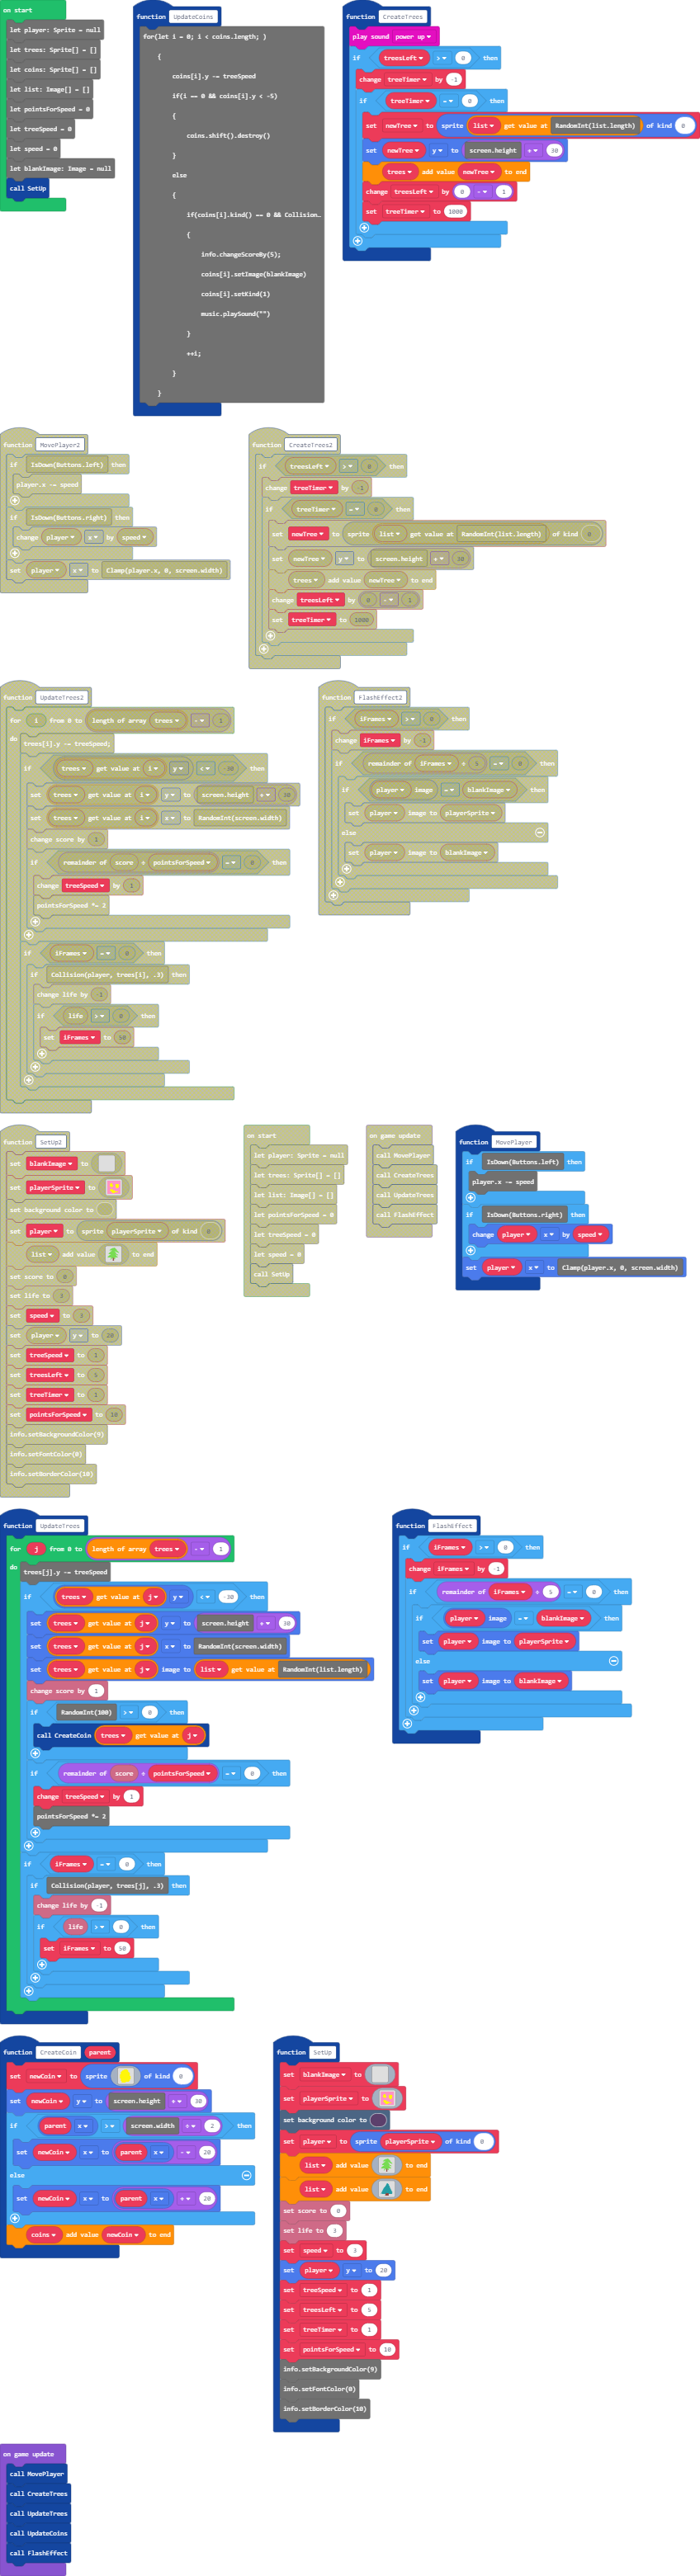 on start
let player: Sprite = null
let trees: Sprite[] = []
let coins: Sprite[] = []
let list: Image[] = []
let pointsForSpeed = 0
let treeSpeed = 0
let speed = 0
let blankImage: Image = null
call SetUp
function UpdateCoins
for(let i = 0; i < coins.length; )
{
coins[i].y -= treeSpeed
if(i == 0 && coins[i].y < -5)
{
coins.shift().destroy()
}
else
{
if(coins[i].kind() == 0 && Collision…
{
info.changeScoreBy(5);
coins[i].setImage(blankImage)
coins[i].setKind(1)
music.playSound("")
}
++i;
}
}
function CreateTrees
play sound power up
if treesLeft > 0 then
change treeTimer by -1
if treeTimer = 0 then
set newTree to sprite list get value at RandomInt(list.length) of kind 0
set newTree y to screen.height + 30
trees add value newTree to end
change treesLeft by 0 - 1
set treeTimer to 1000
function MovePlayer2
if IsDown(Buttons.left) then
player.x -= speed
if IsDown(Buttons.right) then
change player x by speed
set player x to Clamp(player.x, 0, screen.width)
function CreateTrees2
if treesLeft > 0 then
change treeTimer by -1
if treeTimer = 0 then
set newTree to sprite list get value at RandomInt(list.length) of kind 0
set newTree y to screen.height + 30
trees add value newTree to end
change treesLeft by 0 - 1
set treeTimer to 1000
function UpdateTrees2
for i from 0 to length of array trees - 1
do trees[i].y -= treeSpeed;
if trees get value at i y < -30 then
set trees get value at i y to screen.height + 30
set trees get value at i x to RandomInt(screen.width)
change score by 1
if remainder of score ÷ pointsForSpeed = 0 then
change treeSpeed by 1
pointsForSpeed *= 2
if iFrames = 0 then
if Collision(player, trees[i], .3) then
change life by -1
if life > 0 then
set iFrames to 50
function FlashEffect2
if iFrames > 0 then
change iFrames by -1
if remainder of iFrames ÷ 5 = 0 then
if player image = blankImage then
set player image to playerSprite
else
set player image to blankImage
function SetUp2
set blankImage to
set playerSprite to
set background color to
set player to sprite playerSprite of kind 0
list add value to end
set score to 0
set life to 3
set speed to 3
set player y to 20
set treeSpeed to 1
set treesLeft to 5
set treeTimer to 1
set pointsForSpeed to 10
info.setBackgroundColor(9)
info.setFontColor(0)
info.setBorderColor(10)
on start
let player: Sprite = null
let trees: Sprite[] = []
let list: Image[] = []
let pointsForSpeed = 0
let treeSpeed = 0
let speed = 0
call SetUp
on game update
call MovePlayer
call CreateTrees
call UpdateTrees
call FlashEffect
function MovePlayer
if IsDown(Buttons.left) then
player.x -= speed
if IsDown(Buttons.right) then
change player x by speed
set player x to Clamp(player.x, 0, screen.width)
function UpdateTrees
for j from 0 to length of array trees - 1
do trees[j].y -= treeSpeed
if trees get value at j y < -30 then
set trees get value at j y to screen.height + 30
set trees get value at j x to RandomInt(screen.width)
set trees get value at j image to list get value at RandomInt(list.length)
change score by 1
if RandomInt(100) > 0 then
call CreateCoin trees get value at j
if remainder of score ÷ pointsForSpeed = 0 then
change treeSpeed by 1
pointsForSpeed *= 2
if iFrames = 0 then
if Collision(player, trees[j], .3) then
change life by -1
if life > 0 then
set iFrames to 50
function FlashEffect
if iFrames > 0 then
change iFrames by -1
if remainder of iFrames ÷ 5 = 0 then
if player image = blankImage then
set player image to playerSprite
else
set player image to blankImage
function CreateCoin parent
set newCoin to sprite of kind 0
set newCoin y to screen.height + 30
if parent x > screen.width ÷ 2 then
set newCoin x to parent x - 20
else
set newCoin x to parent x + 20
coins add value newCoin to end
function SetUp
set blankImage to
set playerSprite to
set background color to
set player to sprite playerSprite of kind 0
list add value to end
list add value to end
set score to 0
set life to 3
set speed to 3
set player y to 20
set treeSpeed to 1
set treesLeft to 5
set treeTimer to 1
set pointsForSpeed to 10
info.setBackgroundColor(9)
info.setFontColor(0)
info.setBorderColor(10)
on game update
call MovePlayer
call CreateTrees
call UpdateTrees
call UpdateCoins
call FlashEffect